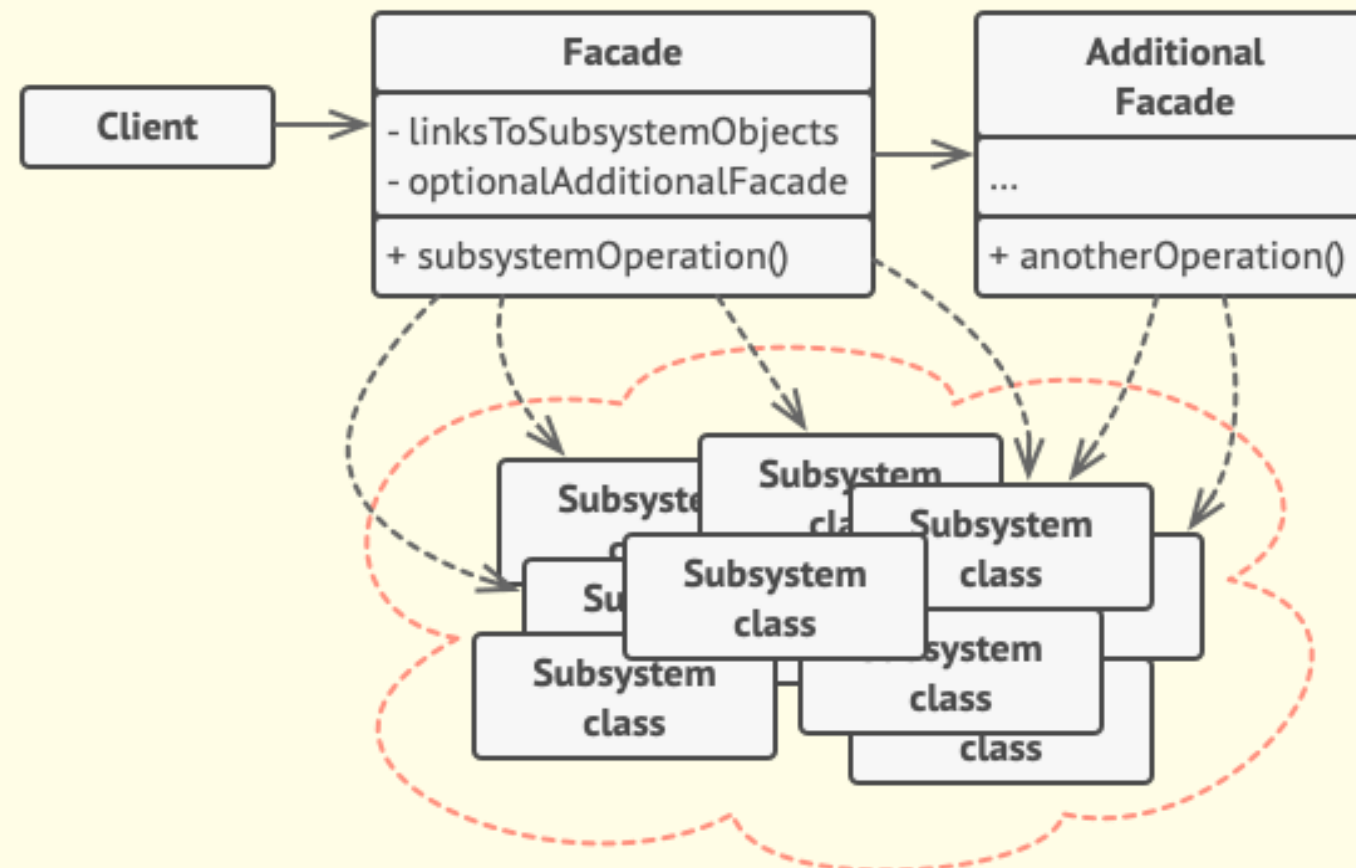 Client
Facade
- linksToSubsystemObjects
- optionalAdditionalFacade
+ subsystemOperation()
Additional
Facade
...
+ anotherOperation()
Subsystem
Subsystem
class
Subsystem
class
Subsystem
class
class
class